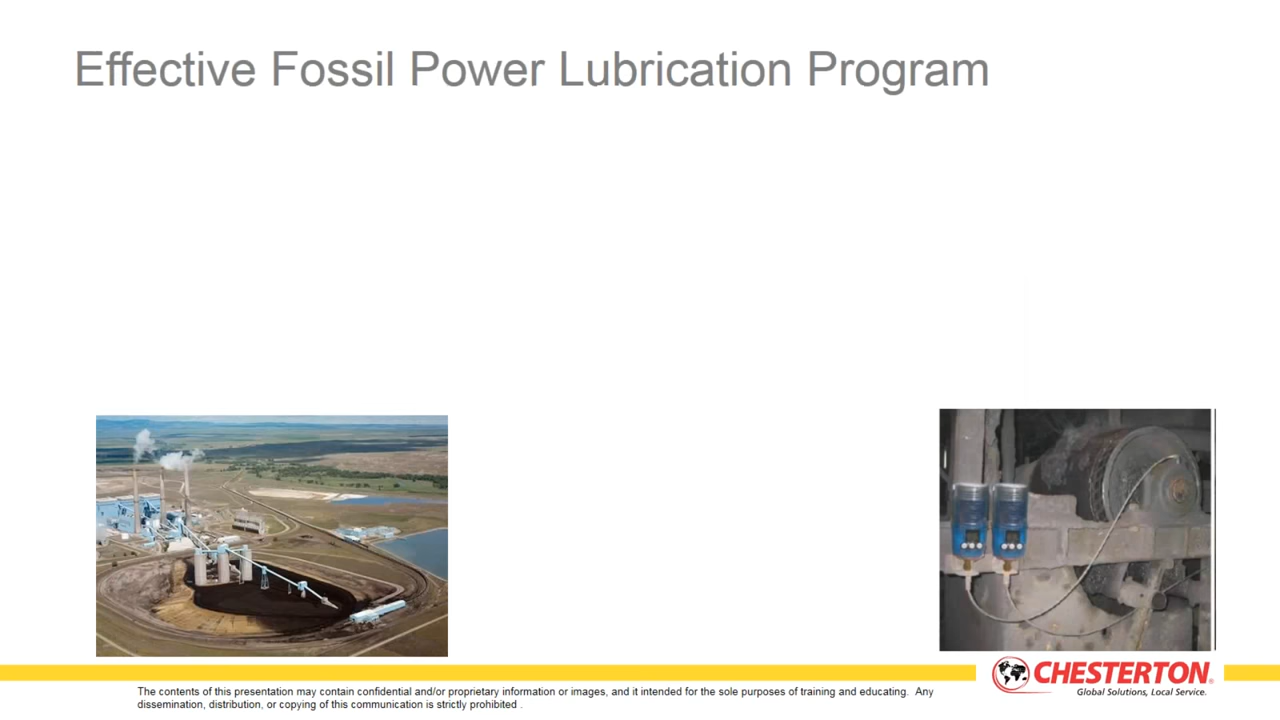 Effective Fossil Power Lubrication Program
CHESTERTON
Global Solutions, Local Service.
The contents of this presentation may contain confidential and/or proprietary information or images, and it intended for the sole purposes of training and educating. Any
dissemination, distribution, or copying of this communication is strictly prohibited .